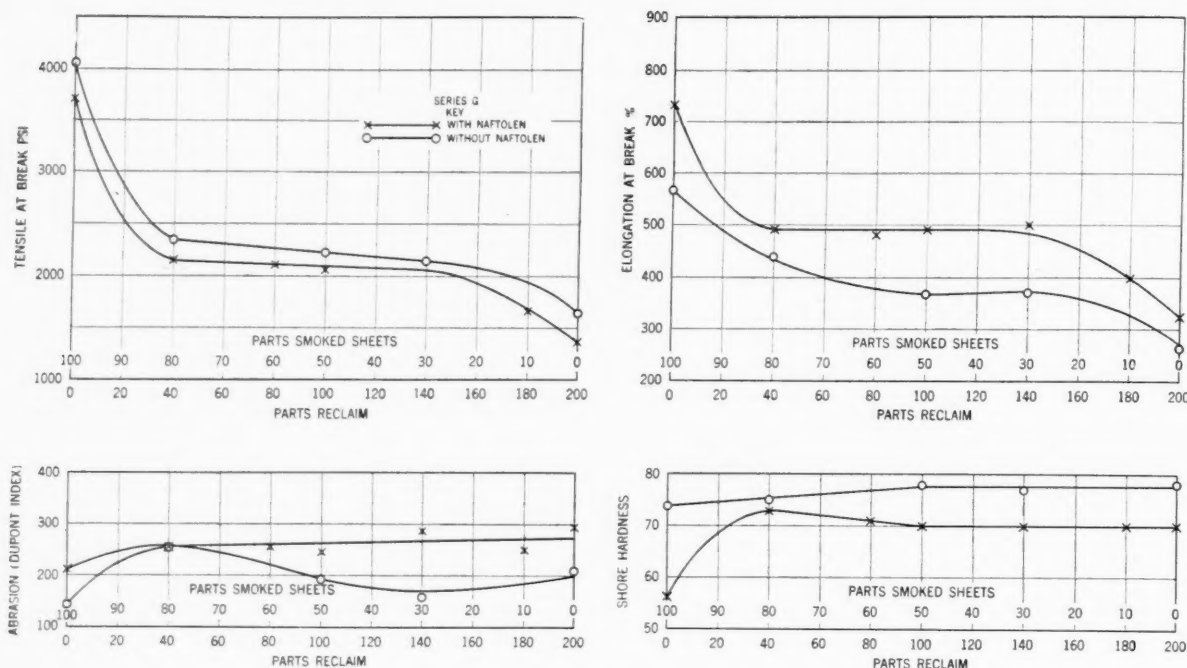 TENSILE AT BREAK PSI
4000
3000
2000
1000
SERIES G
KEY
WITH NAFTOLEN
WITHOUT NAFTOLEN
PARTS SMOKED SHEETS
100 90 80 60 50 30 10 0
0 20 40 60 80 100 120 140 160 180 200
PARTS RECLAIM
ELONGATION AT BREAK %
900
800
700
600
500
400
300
200
PARTS SMOKED SHEETS
100 90 80 60 50 30 10 0
0 20 40 60 80 100 120 140 160 180 200
PARTS RECLAIM
ABRASION (DUPONT INDEX)
400
300
200
100
PARTS SMOKED SHEETS
100 90 80 70 60 50 40 30 20 10 0
0 20 40 60 80 100 120 140 160 180 200
PARTS RECLAIM
SHORE HARDNESS
80
70
60
50
PARTS SMOKED SHEETS
100 90 80 70 60 50 40 30 20 10 0
0 20 40 60 80 100 120 140 160 180 200
PARTS RECLAIM